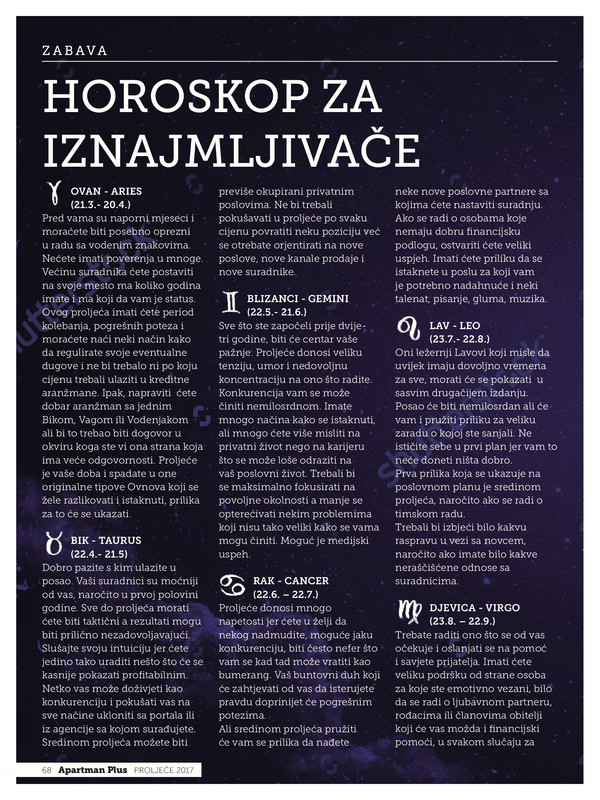 ZABAVA
HOROSKOP ZA
IZNAJMLJIVAČE
OVAN - ARIES
(21.3.- 20.4.)
Pred vama su naporni mjeseci i
moraćete biti posebno oprezni
u radu sa vodenim znakovima.
Nećete imati poverenja u mnoge.
Većinu suradnika ćete postaviti
na svoje mesto ma koliko godina
imate i ma koji da vam je status.
Ovog proljeća imati ćete period
kolebanja, pogrešnih poteza i
moraćete naći neki način kako
da regulirate svoje eventualne
dugove i ne bi trebalo ni po koju
cijenu trebali ulaziti u kreditne
aranžmane. Ipak, napraviti ćete
dobar aranžman sa jednim
Bikom, Vagom ili Vodenjakom
ali bi to trebao biti dogovor u
okviru koga ste vi ona strana koja
ima veće odgovornosti. Proljeće
je vaše doba i spadate u one
originalne tipove Ovnova koji se
žele razlikovati i istaknuti, prilika
za to će se ukazati.
BIK - TAURUS
(22.4.- 21.5)
Dobro pazite s kim ulazite u
posao. Vaši suradnici su moćniji
od vas, naročito u prvoj polovini
godine. Sve do proljeća morati
ćete biti taktični a rezultati mogu
biti prilično nezadovoljavajući.
Slušajte svoju intuiciju jer ćete
jedino tako uraditi nešto što će se
kasnije pokazati profitabilnim.
Netko vas može doživjeti kao
konkurenciju i pokušati vas na
sve načine ukloniti sa portala ili
iz agencije sa kojom surađujete.
Sredinom proljeća možete biti
previše okupirani privatnim
poslovima. Ne bi trebali
pokušavati u proljeće po svaku
cijenu povratiti neku poziciju već
se otrebate orjentirati na nove
poslove, nove kanale prodaje i
nove suradnike.
BLIZANCI - GEMINI
(22.5.- 21.6.)
Sve što ste započeli prije dvije-
tri godine, biti će centar vaše
pažnje. Proljeće donosi veliku
tenziju, umor i nedovoljnu
koncentraciju na ono što radite.
Konkurencija vam se može
činiti nemilosrdnom. Imate
mnogo načina kako se istaknuti,
ali mnogo ćete više misliti na
privatni život nego na karijeru
što se može loše odraziti na
vaš poslovni život. Trebali bi
se maksimalno fokusirati na
povoljne okolnosti a manje se
opterećivati nekim problemima
koji nisu tako veliki kako se vama
mogu činiti. Moguć je medijski
uspeh.
RAK - CANCER
(22.6. – 22.7.)
Proljeće donosi mnogo
napetosti jer ćete u želji da
nekog nadmudite, moguće jaku
konkurenciju, biti često nefer što
vam se kad tad može vratiti kao
bumerang. Vaš buntovni duh koji
će zahtjevati od vas da isterujete
pravdu doprinijet će pogrešnim
potezima.
Ali sredinom proljeća pružiti
će vam se prilika da nađete
neke nove poslovne partnere sa
kojima ćete nastaviti suradnju.
Ako se radi o osobama koje
nemaju dobru financijsku
podlogu, ostvariti ćete veliki
uspjeh. Imati ćete priliku da se
istaknete u poslu za koji vam
je potrebno nadahnuće i neki
talenat, pisanje, gluma, muzika.
LAV - LEO
(23.7.- 22.8.)
Oni ležernji Lavovi koji misle da
uvijek imaju dovoljno vremena
za sve, morati će se pokazati u
sasvim drugačijem izdanju.
Posao će biti nemilosrdan ali će
vam i pružiti priliku za veliku
zaradu o kojoj ste sanjali. Ne
ističite sebe u prvi plan jer vam to
neće doneti ništa dobro.
Prva prilika koja se ukazuje na
poslovnom planu je sredinom
proljeća, naročito ako se radi o
timskom radu.
Trebali bi izbjeći bilo kakvu
raspravu u vezi sa novcem,
naročito ako imate bilo kakve
neraščišćene odnose sa
suradnicima.
DJEVICA - VIRGO
(23.8. – 22.9.)
Trebate raditi ono što se od vas
očekuje i oslanjati se na pomoć
i savjete prijatelja. Imati ćete
veliku podršku od strane osoba
za koje ste emotivno vezani, bilo
da se radi o ljubavnom partneru,
rođacima ili članovima obitelji
koji će vas možda i financijski
pomoći, u svakom slučaju za
68 Apartman Plus PROLJEĆE 2017